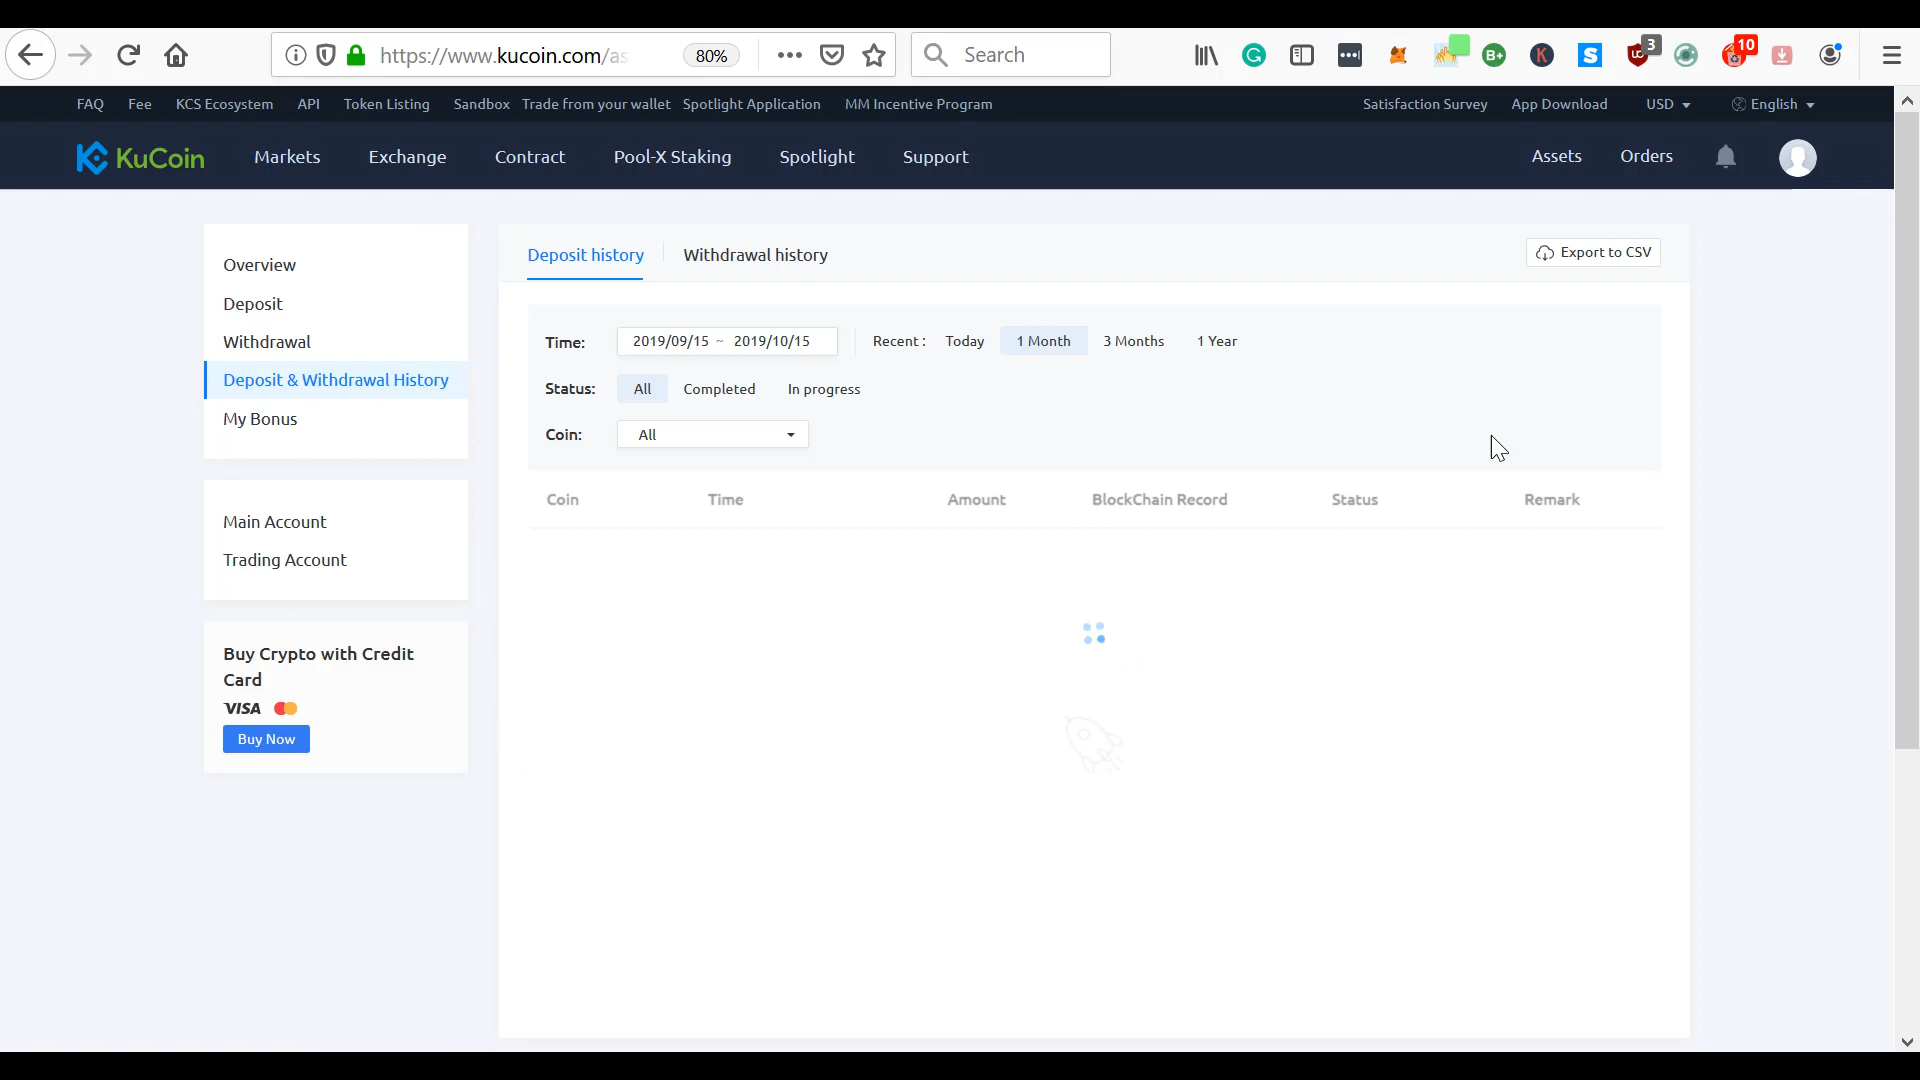 https://www.kucoin.com/as
80%
Search
3
10
FAQ Fee KCS Ecosystem API Token Listing Sandbox Trade from your wallet Spotlight Application MM Incentive Program Satisfaction Survey App Download USD English
KuCoin Markets Exchange Contract Pool-X Staking Spotlight Support Assets Orders
Overview
Deposit
Withdrawal
Deposit & Withdrawal History
My Bonus
Main Account
Trading Account
Buy Crypto with Credit
Card
VISA
Buy Now
Deposit history Withdrawal history Export to CSV
Time: 2019/09/15 ~ 2019/10/15 Recent : Today 1 Month 3 Months 1 Year
Status: All Completed In progress
Coin: All
Coin Time Amount BlockChain Record Status Remark